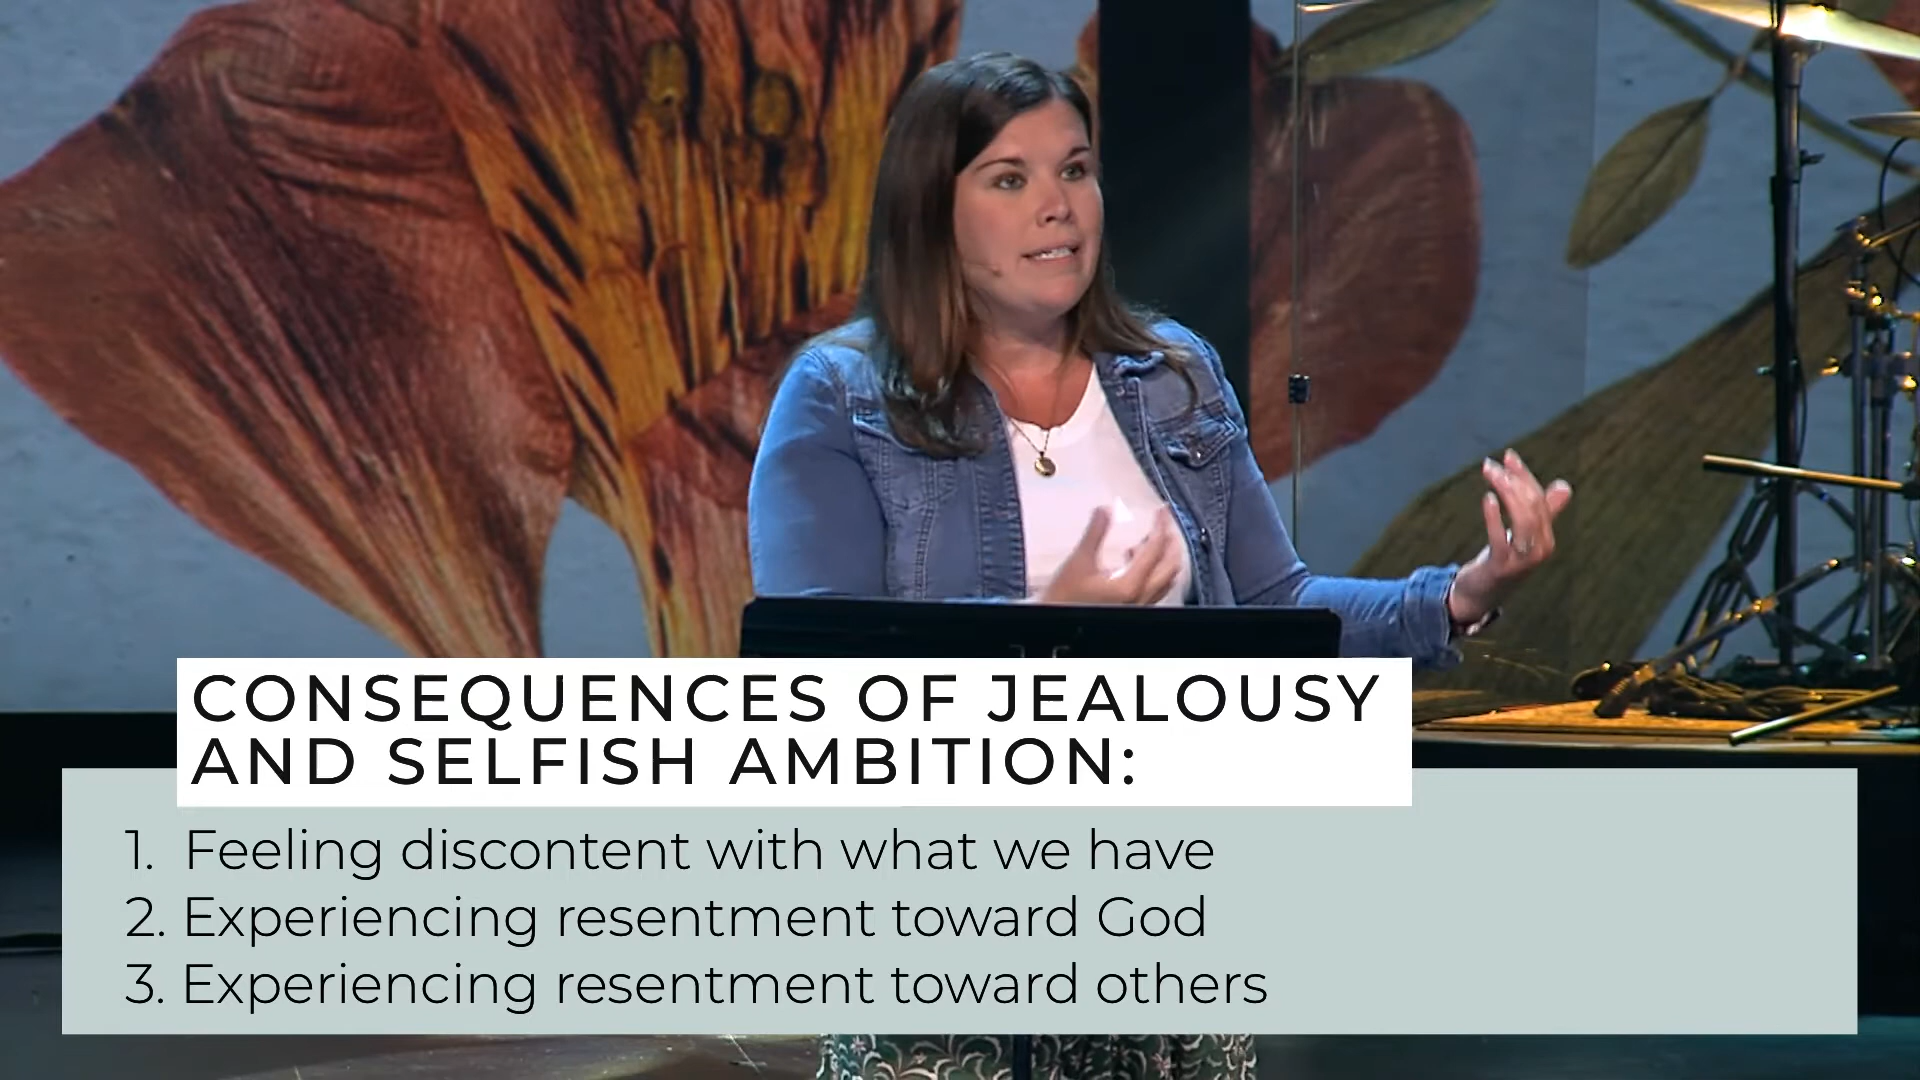 CONSEQUENCES OF JEALOUSY
AND SELFISH AMBITION:
1. Feeling discontent with what we have
2. Experiencing resentment toward God
3. Experiencing resentment toward others